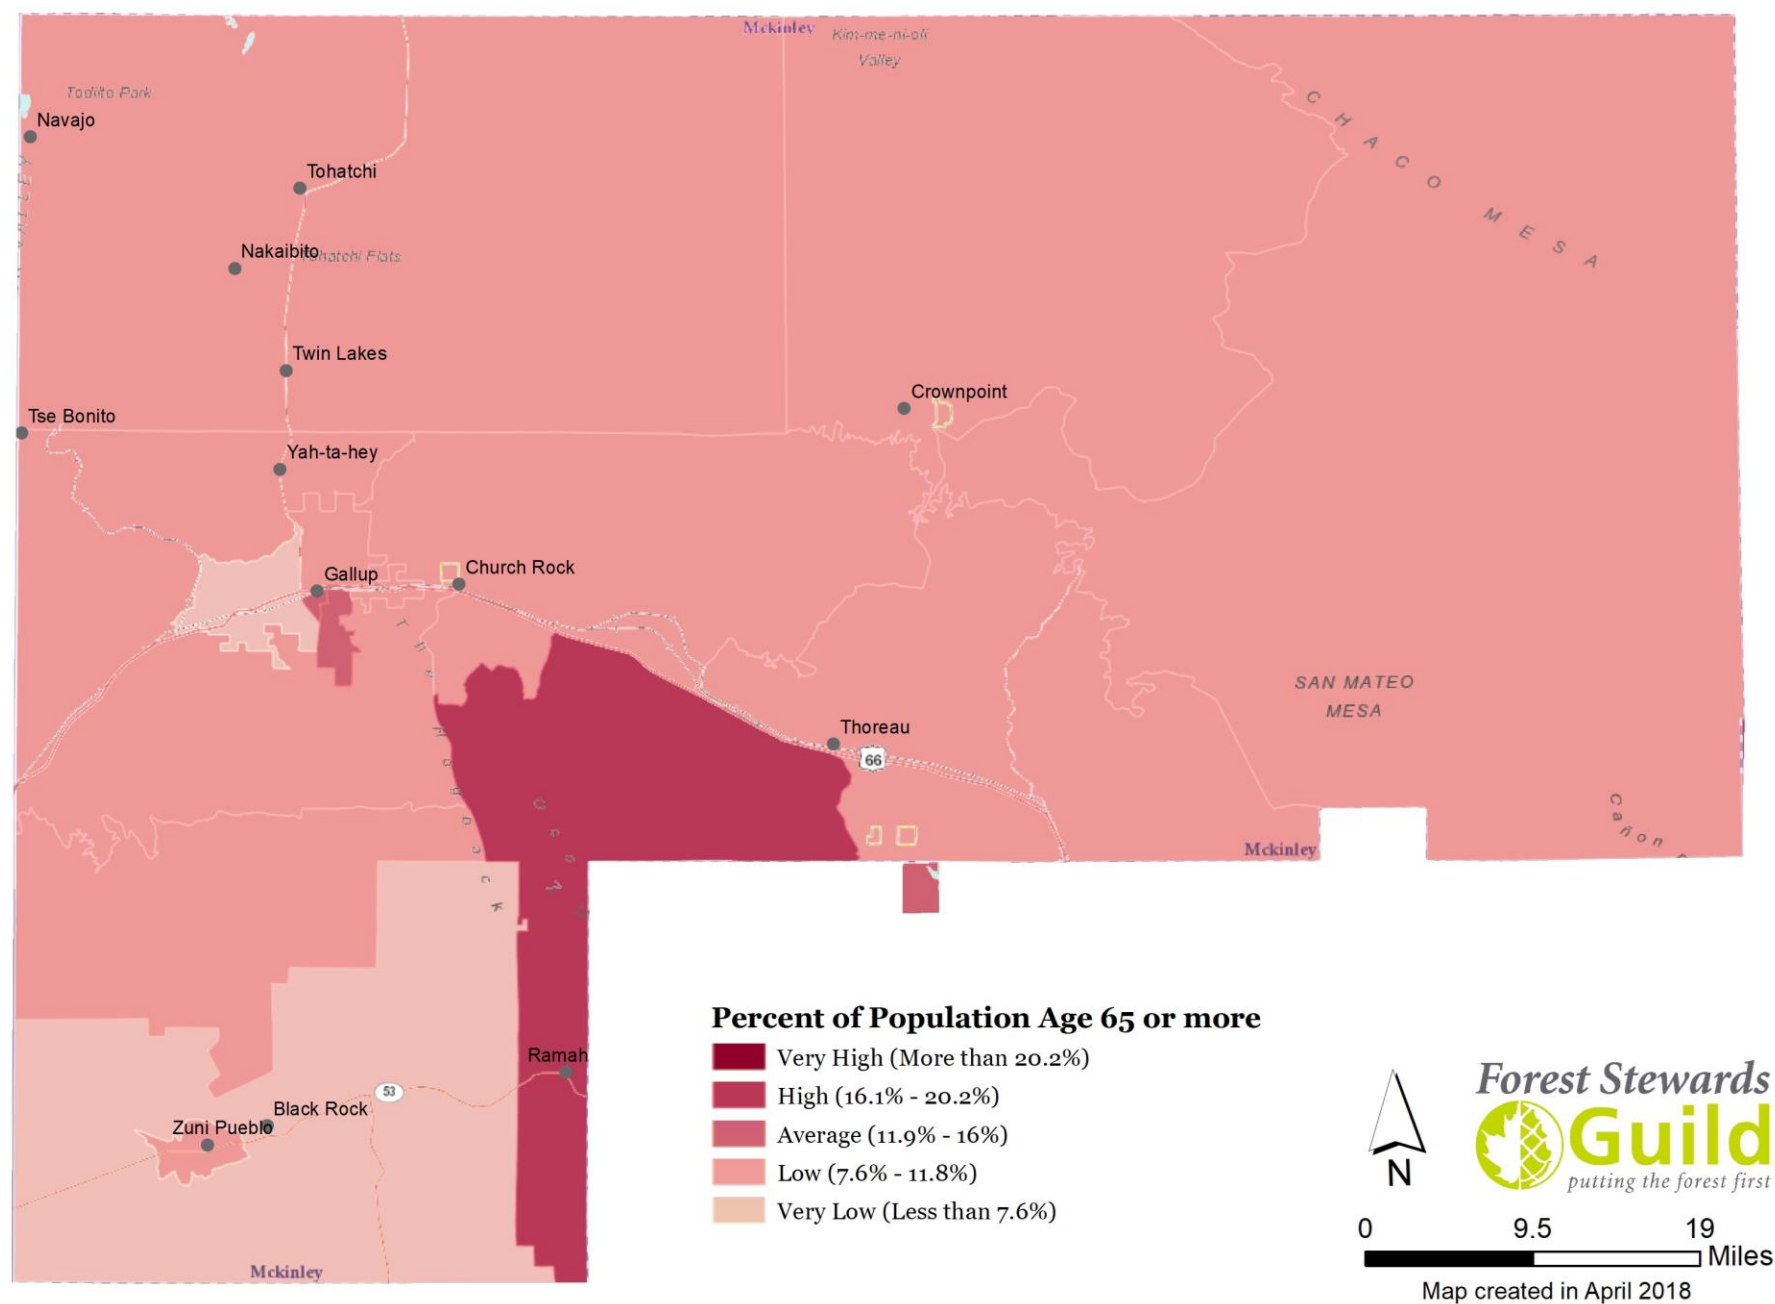 Mckinley
Kim-me-ni-oli
Valley
Todilto Park
Navajo
CHACO MESA
Tohatchi
Nakaibito
Tohatchi Flats
Twin Lakes
Crownpoint
Tse Bonito
Yah-ta-hey
Gallup
Church Rock
The Hogback
SAN MATEO
MESA
Thoreau
66
Cañon
Mckinley
Percent of Population Age 65 or more
Very High (More than 20.2%)
High (16.1% - 20.2%)
Average (11.9% - 16%)
Low (7.6% - 11.8%)
Very Low (Less than 7.6%)
Ramah
53
Black Rock
Zuni Pueblo
Mckinley
N
Forest Stewards
Guild
putting the forest first
0 9.5 19
Miles
Map created in April 2018